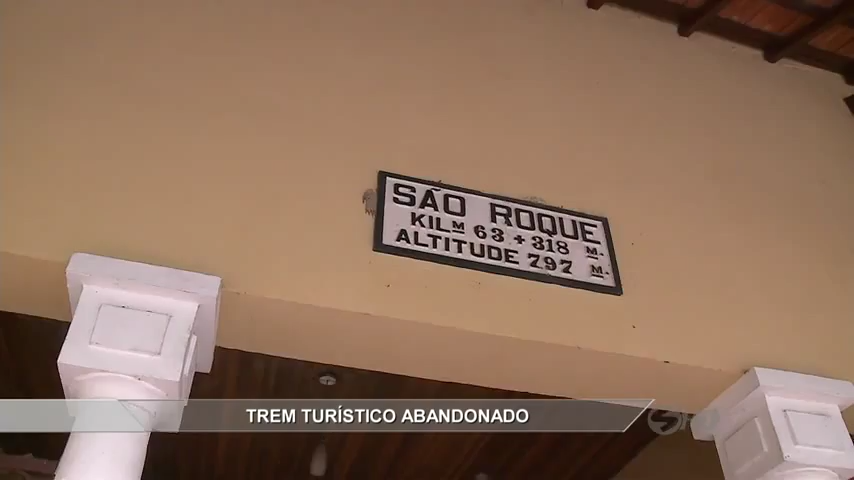 SÃO ROQUE
KILM 63+318 M.
ALTITUDE 797 M.
TREM TURÍSTICO ABANDONADO